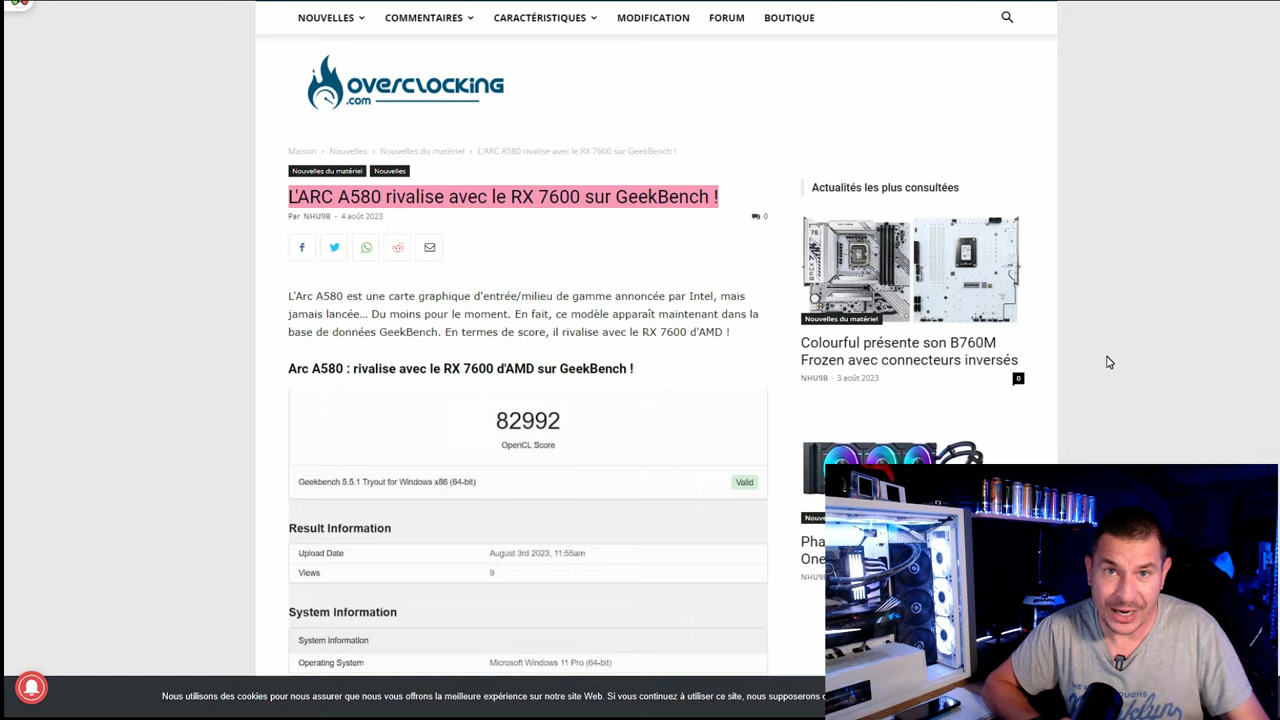 NOUVELLES
COMMENTAIRES
CARACTÉRISTIQUES
MODIFICATION
FORUM
BOUTIQUE
OVERCLOCKING
.com
Maison › Nouvelles › Nouvelles du matériel › L'ARC A580 rivalise avec le RX 7600 sur GeekBench !
Nouvelles du matériel Nouvelles
L'ARC A580 rivalise avec le RX 7600 sur GeekBench !
Par NHU9B - 4 août 2023
0
L'Arc A580 est une carte graphique d'entrée/milieu de gamme annoncée par Intel, mais
jamais lancée... Du moins pour le moment. En fait, ce modèle apparaît maintenant dans la
base de données GeekBench. En termes de score, il rivalise avec le RX 7600 d'AMD !
Arc A580 : rivalise avec le RX 7600 d'AMD sur GeekBench !
82992
OpenCL Score
Geekbench 5.5.1 Tryout for Windows x86 (64-bit)
Valid
Result Information
Upload Date August 3rd 2023, 11:55am
Views 9
System Information
System Information
Operating System Microsoft Windows 11 Pro (64-bit)
Actualités les plus consultées
Nouvelles du matériel
Colourful présente son B760M
Frozen avec connecteurs inversés
NHU9B - 3 août 2023
0
Nouve
Pha
One
NHU9B
Nous utilisons des cookies pour nous assurer que nous vous offrons la meilleure expérience sur notre site Web. Si vous continuez à utiliser ce site, nous supposerons